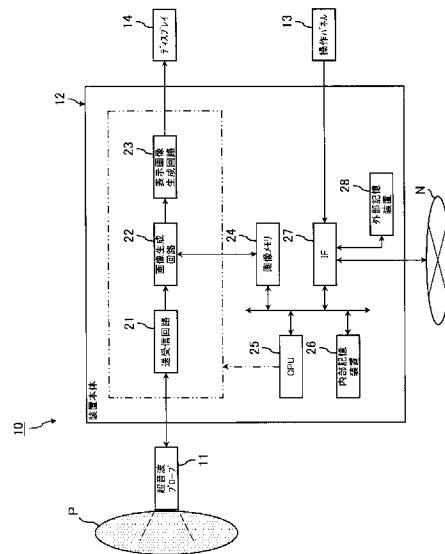 10
装置本体
12
P
超音波
プローブ
11
送受信回路
21
画像生成
回路
22
表示画像
生成回路
23
ディスプレイ
14
画像メモリ
24
CPU
25
内部記憶
装置
26
IF
27
操作パネル
13
外部記憶
装置
28
N